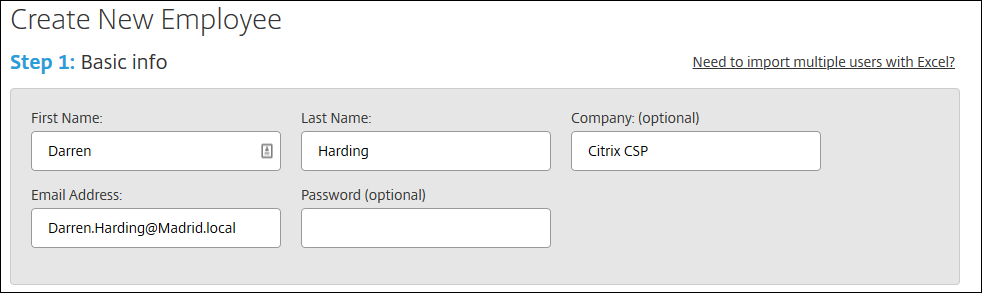 Create New Employee
Step 1: Basic info
Need to import multiple users with Excel?
First Name:
Last Name:
Company: (optional)
Darren
Harding
Citrix CSP
Email Address:
Password (optional)
Darren.Harding@Madrid.local